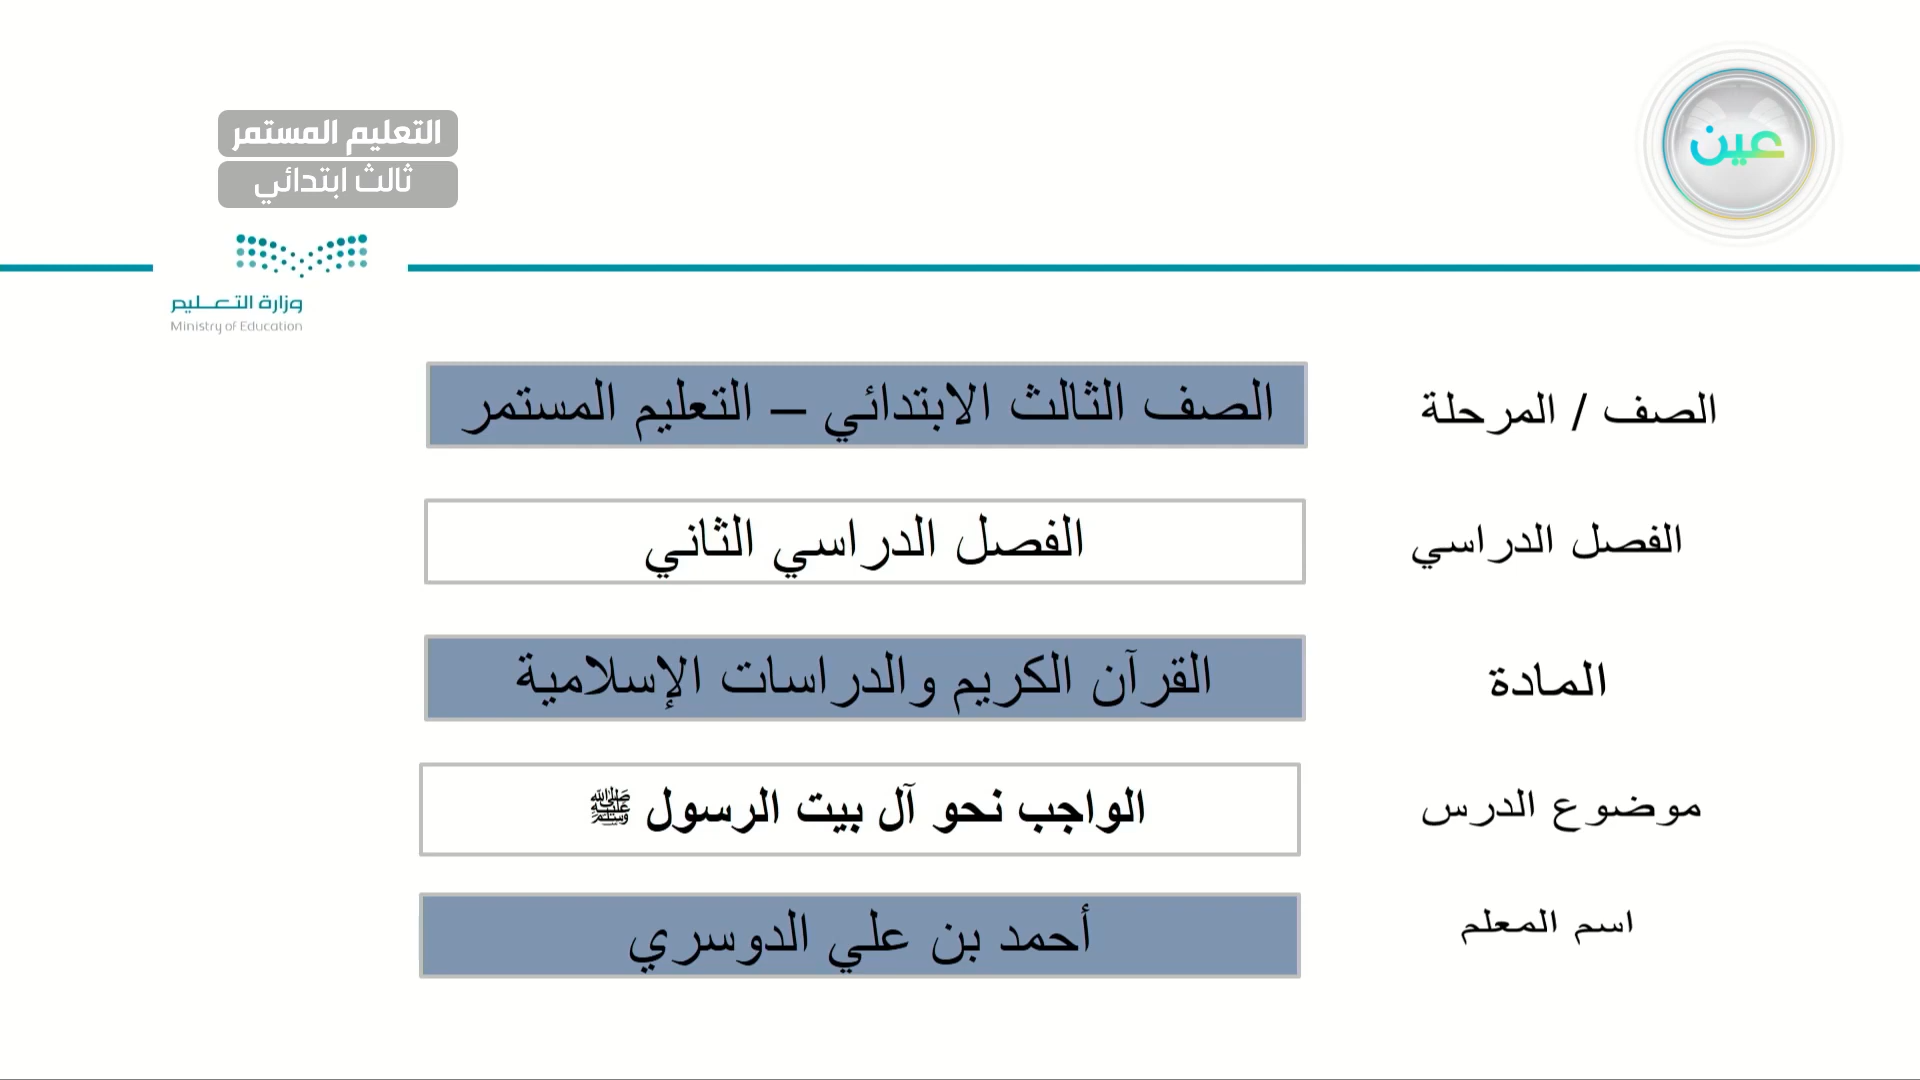 عين
التعليم المستمر
ثالث ابتدائي
وزارة التعليم
Ministry of Education
الصف / المرحلة
الصف الثالث الابتدائي – التعليم المستمر
الفصل الدراسي
الفصل الدراسي الثاني
المادة
القرآن الكريم والدراسات الإسلامية
موضوع الدرس
الواجب نحو آل بيت الرسول ﷺ
اسم المعلم
أحمد بن علي الدوسري